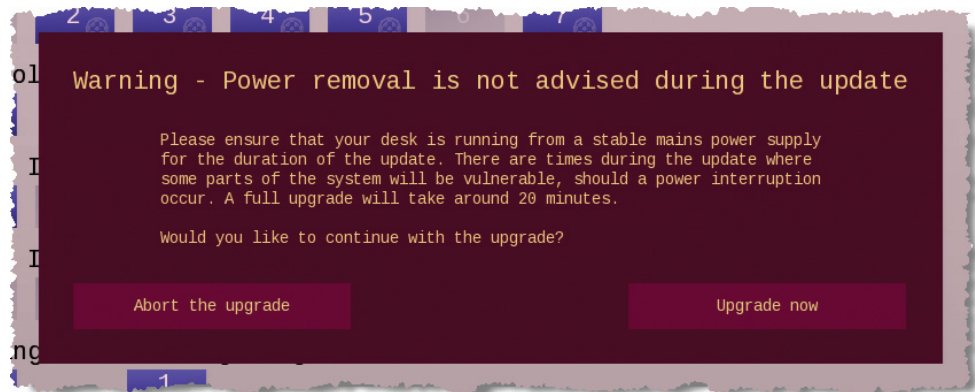 2 3 4 5 6 7
ol
Warning - Power removal is not advised during the update
Please ensure that your desk is running from a stable mains power supply
for the duration of the update. There are times during the update where
some parts of the system will be vulnerable, should a power interruption
occur. A full upgrade will take around 20 minutes.
Would you like to continue with the upgrade?
Abort the upgrade Upgrade now
ng
1